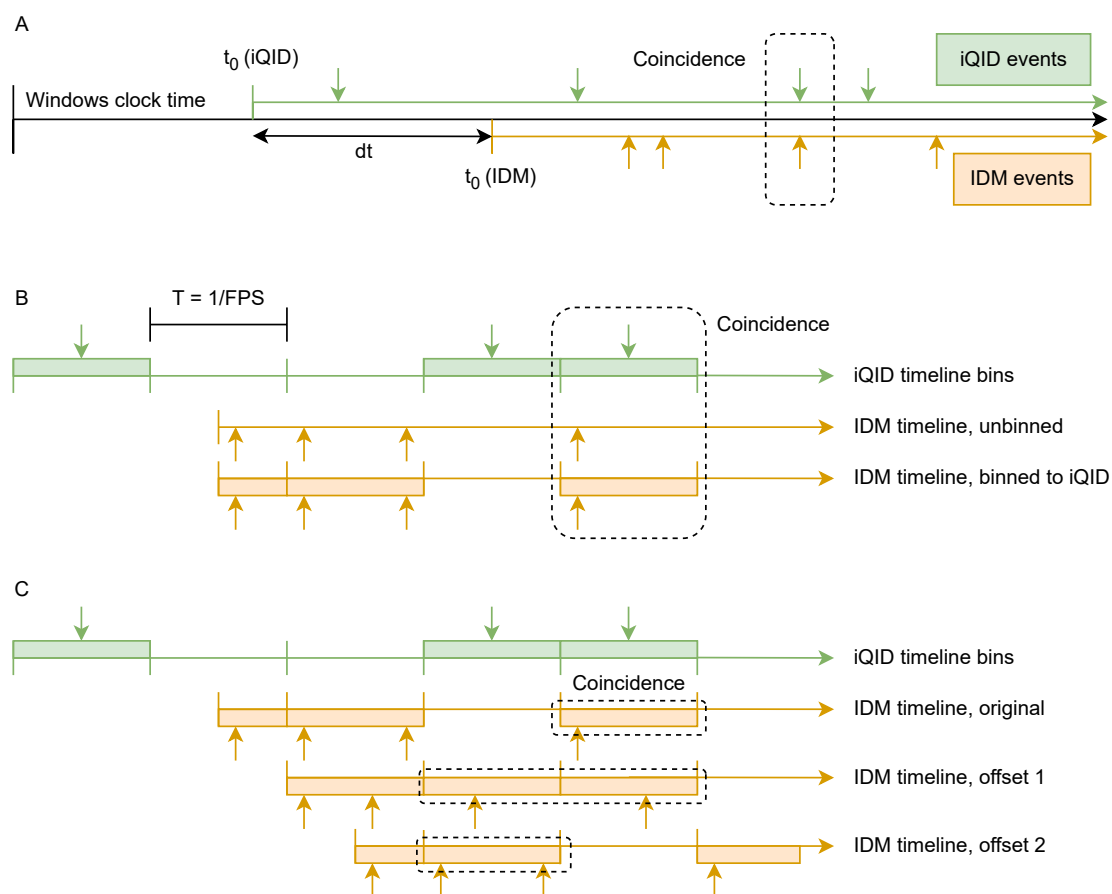 A
t₀ (iQID)
Coincidence
iQID events
Windows clock time
dt
t₀ (IDM)
IDM events
B
T = 1/FPS
Coincidence
iQID timeline bins
IDM timeline, unbinned
IDM timeline, binned to iQID
C
iQID timeline bins
Coincidence
IDM timeline, original
IDM timeline, offset 1
IDM timeline, offset 2